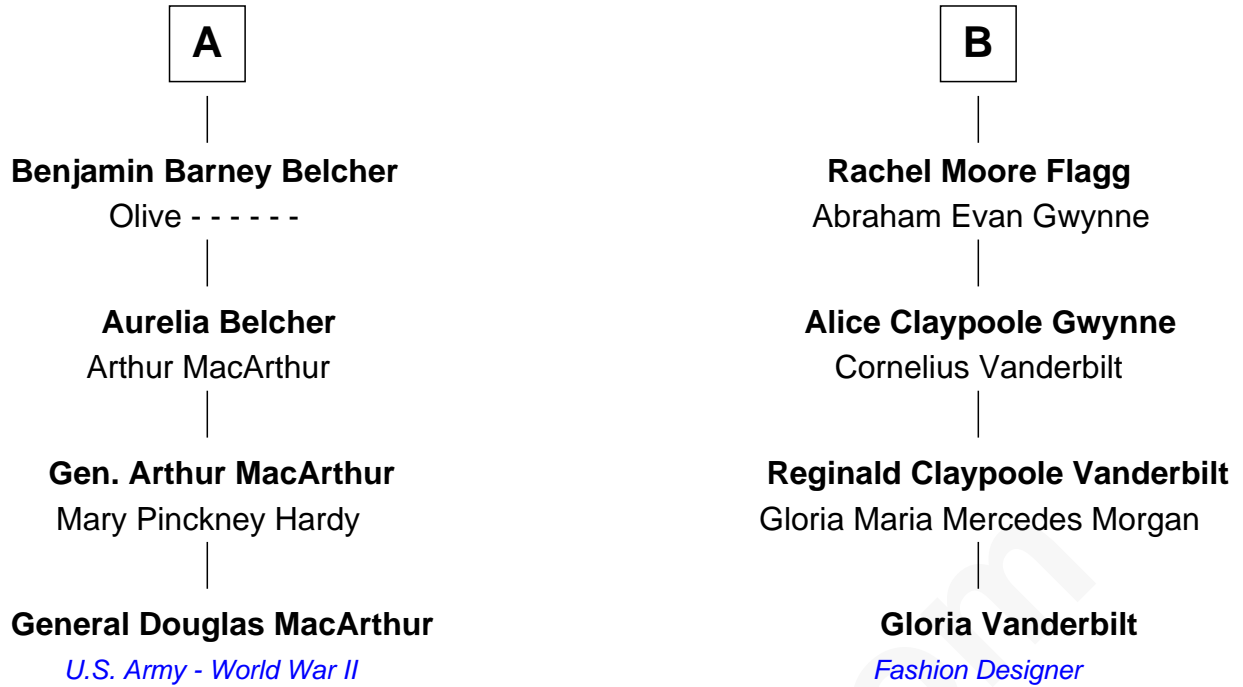 A
B
Benjamin Barney Belcher
Olive - - - - - -
Rachel Moore Flagg
Abraham Evan Gwynne
Aurelia Belcher
Arthur MacArthur
Alice Claypoole Gwynne
Cornelius Vanderbilt
Gen. Arthur MacArthur
Mary Pinckney Hardy
Reginald Claypoole Vanderbilt
Gloria Maria Mercedes Morgan
General Douglas MacArthur
U.S. Army - World War II
Gloria Vanderbilt
Fashion Designer